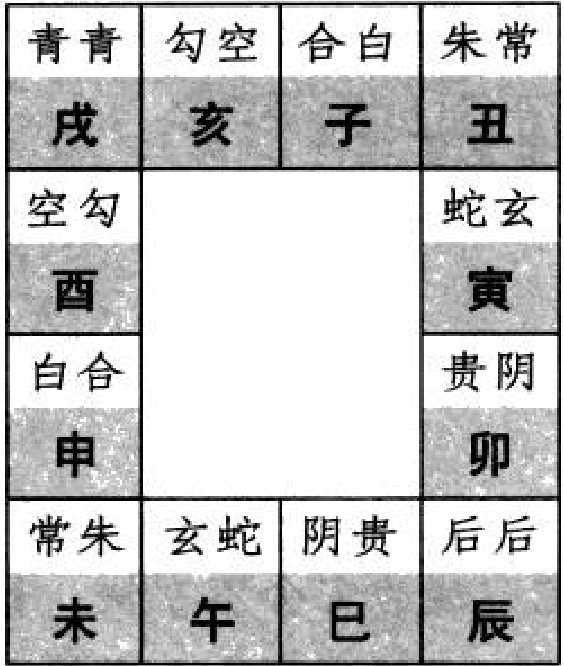 青青 勾空 合白 朱常
戌 亥 子 丑
空勾 蛇玄
酉 寅
白合 贵阴
申 卯
常朱 玄蛇 阴贵 后后
未 午 巳 辰